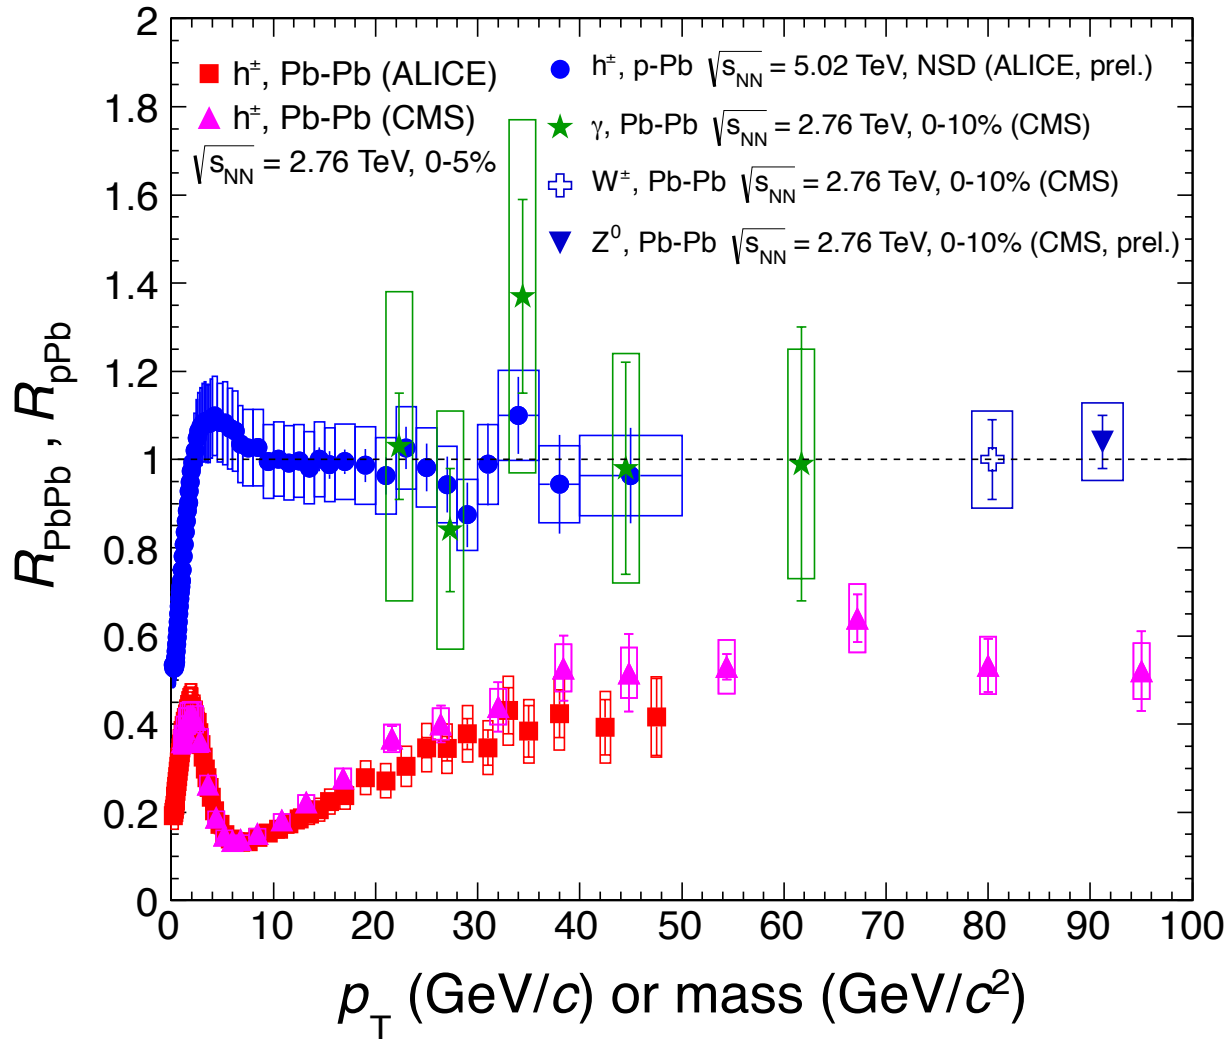 h±, Pb-Pb (ALICE)
h±, Pb-Pb (CMS)
√sNN = 2.76 TeV, 0-5%
h±, p-Pb √sNN = 5.02 TeV, NSD (ALICE, prel.)
γ, Pb-Pb √sNN = 2.76 TeV, 0-10% (CMS)
W±, Pb-Pb √sNN = 2.76 TeV, 0-10% (CMS)
Z0, Pb-Pb √sNN = 2.76 TeV, 0-10% (CMS, prel.)
RPbPb , RpPb
2
1.8
1.6
1.4
1.2
1
0.8
0.6
0.4
0.2
0
0 10 20 30 40 50 60 70 80 90 100
pT (GeV/c) or mass (GeV/c2)